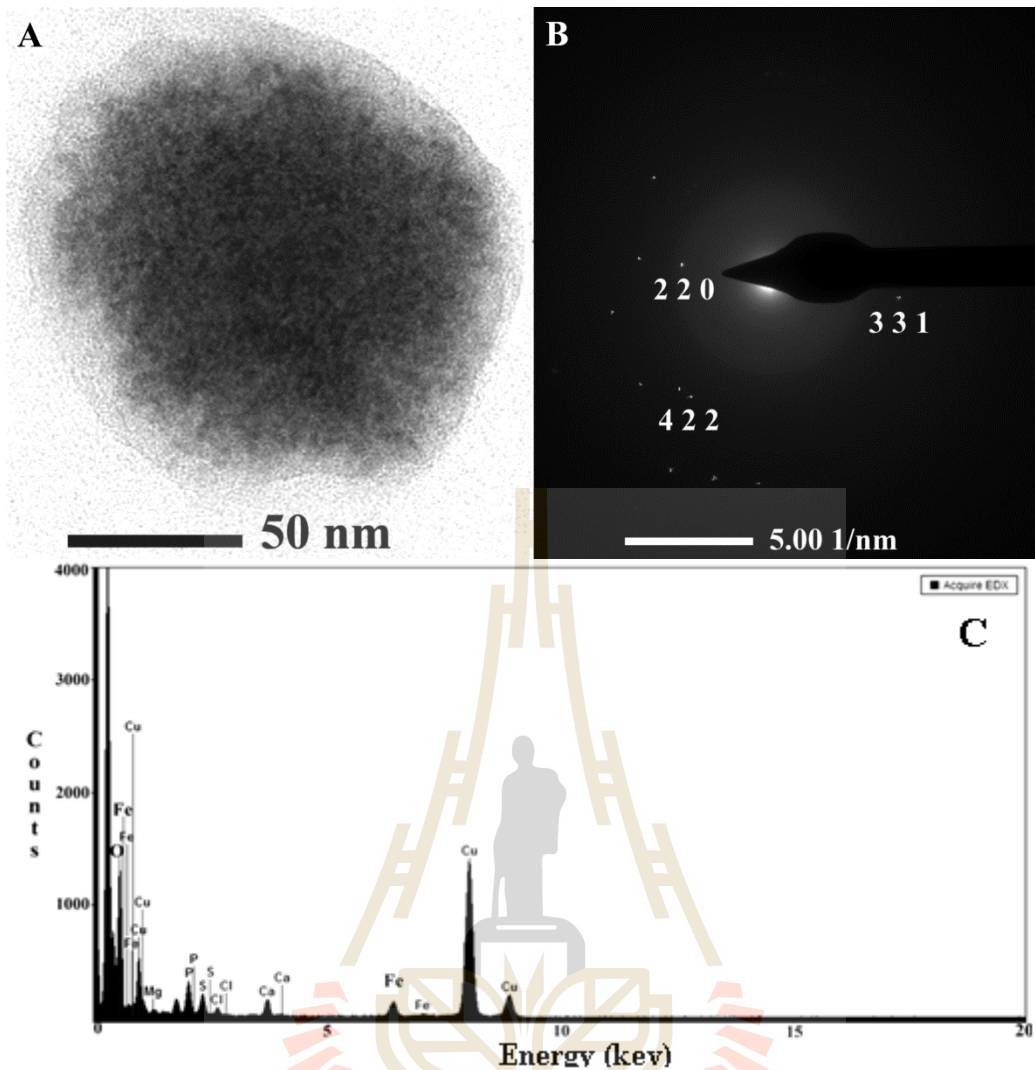 A
50 nm
B
2 2 0
3 3 1
4 2 2
5.00 1/nm
C
Acquire EDX
Counts
4000
3000
2000
1000
0
5
10
15
20
Cu
Fe
Fe
O
Cu
Cu
Fe
Mg
P
P
S
S
Cl
Cl
Ca
Ca
Fe
Fe
Cu
Cu
Energy (kev)